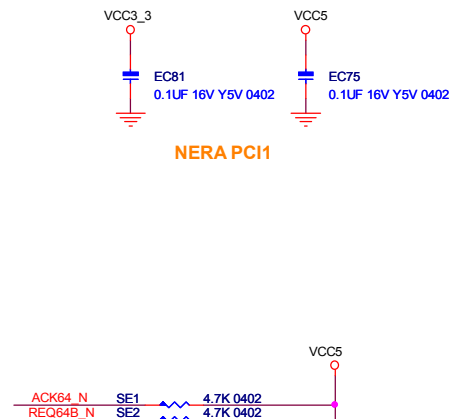 VCC3_3 VCC5
EC81 EC75
0.1UF 16V Y5V 0402 0.1UF 16V Y5V 0402
NERA PCI1
VCC5
ACK64_N SE1 4.7K 0402
REQ64B_N SE2 4.7K 0402